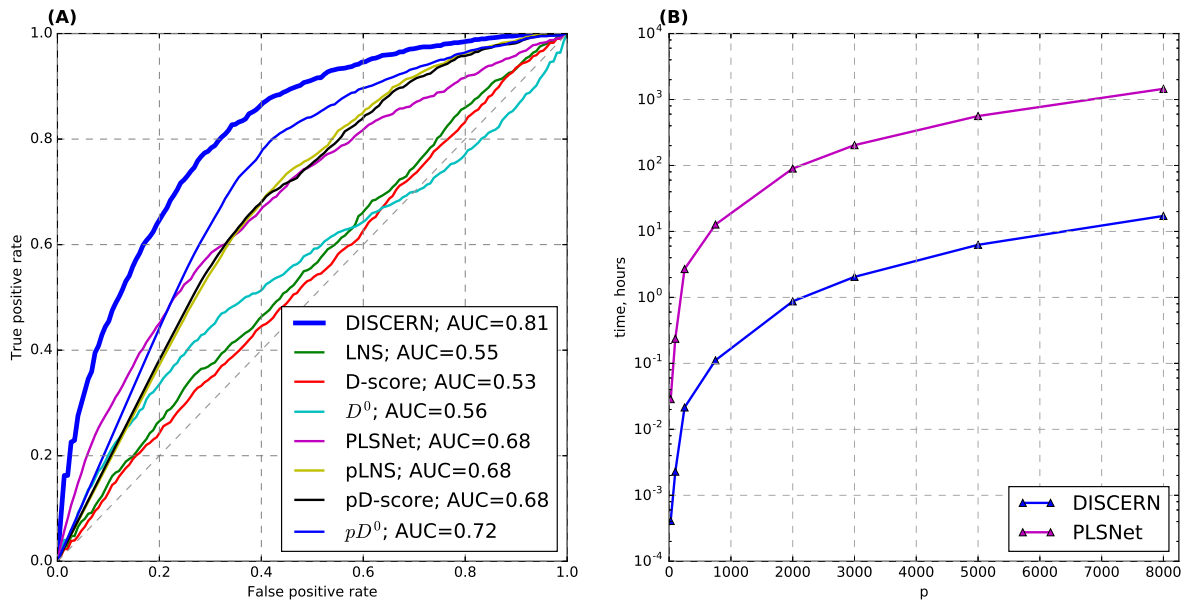 (A)
True positive rate
1.0
0.8
0.6
0.4
0.2
0.0
0.0 0.2 0.4 0.6 0.8 1.0
False positive rate
DISCERN; AUC=0.81
LNS; AUC=0.55
D-score; AUC=0.53
D⁰; AUC=0.56
PLSNet; AUC=0.68
pLNS; AUC=0.68
pD-score; AUC=0.68
pD⁰; AUC=0.72
(B)
time, hours
10⁴
10³
10²
10¹
10⁰
10⁻¹
10⁻²
10⁻³
10⁻⁴
0 1000 2000 3000 4000 5000 6000 7000 8000
p
DISCERN
PLSNet